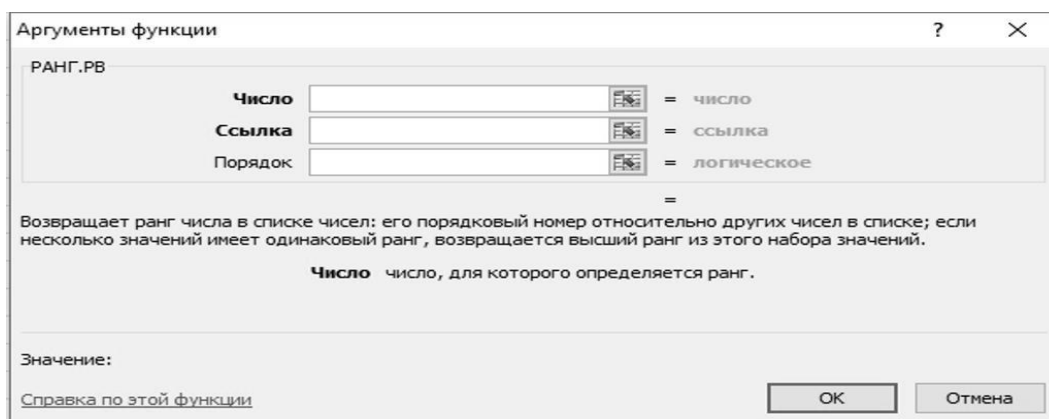 Аргументы функции ? ×
РАНГ.РВ
Число = число
Ссылка = ссылка
Порядок = логическое
=
Возвращает ранг числа в списке чисел: его порядковый номер относительно других чисел в списке; если
несколько значений имеет одинаковый ранг, возвращается высший ранг из этого набора значений.
Число число, для которого определяется ранг.
Значение:
Справка по этой функции ОК Отмена